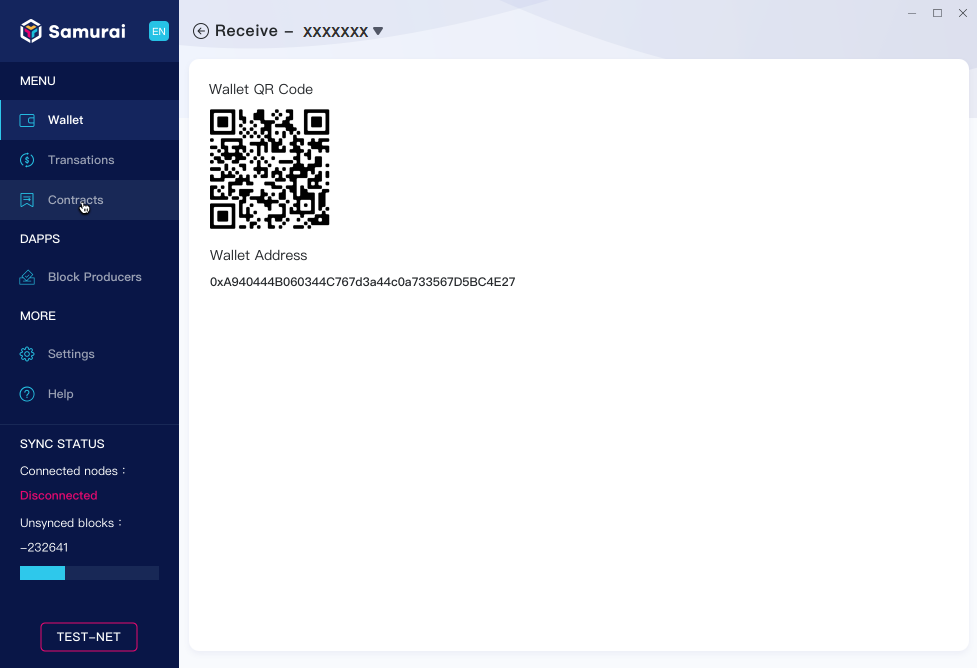 Samurai
EN
MENU
Wallet
Transations
Contracts
DAPPS
Block Producers
MORE
Settings
Help
SYNC STATUS
Connected nodes：
Disconnected
Unsynced blocks：
-232641
TEST-NET
Receive - XXXXXXX
Wallet QR Code
Wallet Address
0xA940444B060344C767d3a44c0a733567D5BC4E27